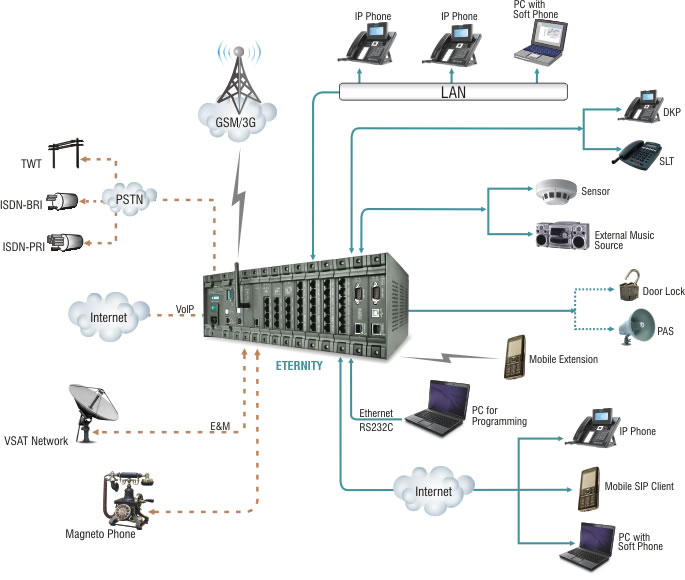 IP Phone
IP Phone
PC with
Soft Phone
LAN
GSM/3G
DKP
SLT
TWT
ISDN-BRI
ISDN-PRI
PSTN
Sensor
External Music
Source
Internet
VoIP
Door Lock
PAS
ETERNITY
Mobile Extension
Ethernet
RS232C
PC for
Programming
VSAT Network
E&M
Magneto Phone
Internet
IP Phone
Mobile SIP Client
PC with
Soft Phone